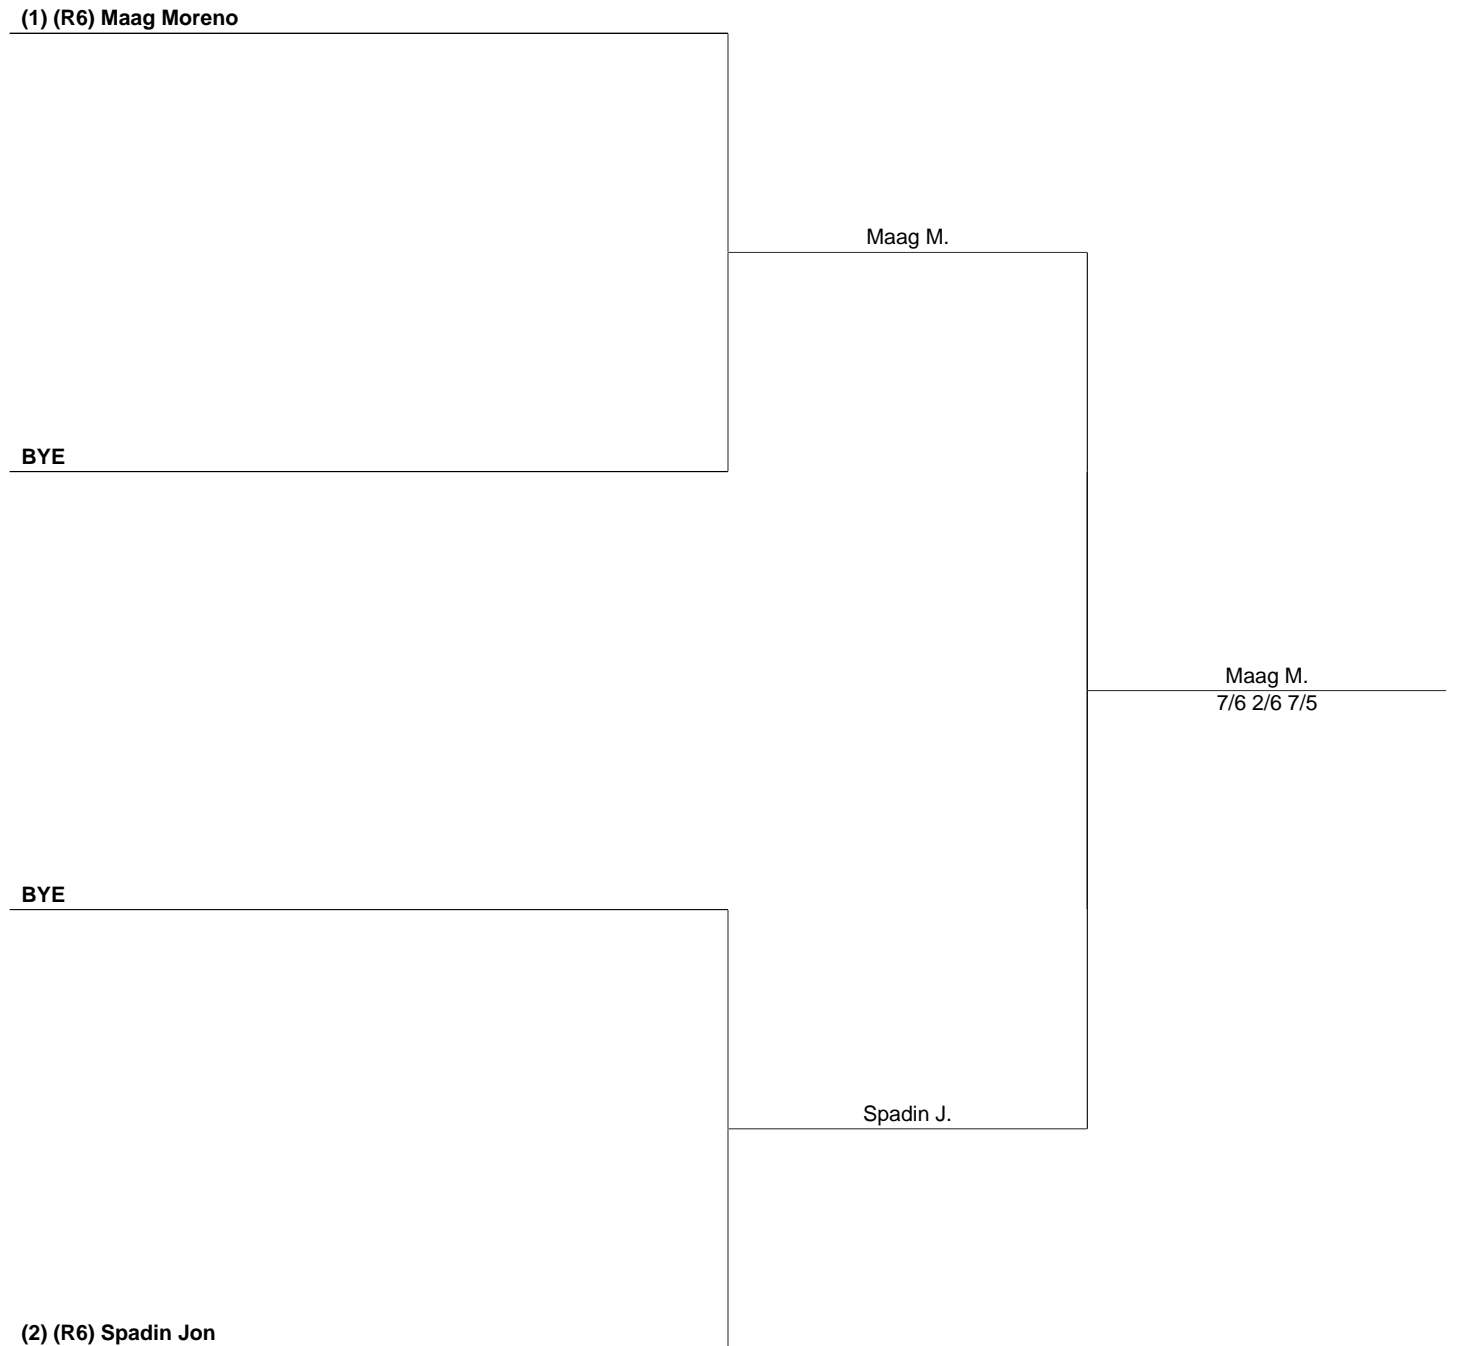 (1) (R6) Maag Moreno
Maag M.
BYE
Maag M.
7/6 2/6 7/5
BYE
Spadin J.
(2) (R6) Spadin Jon